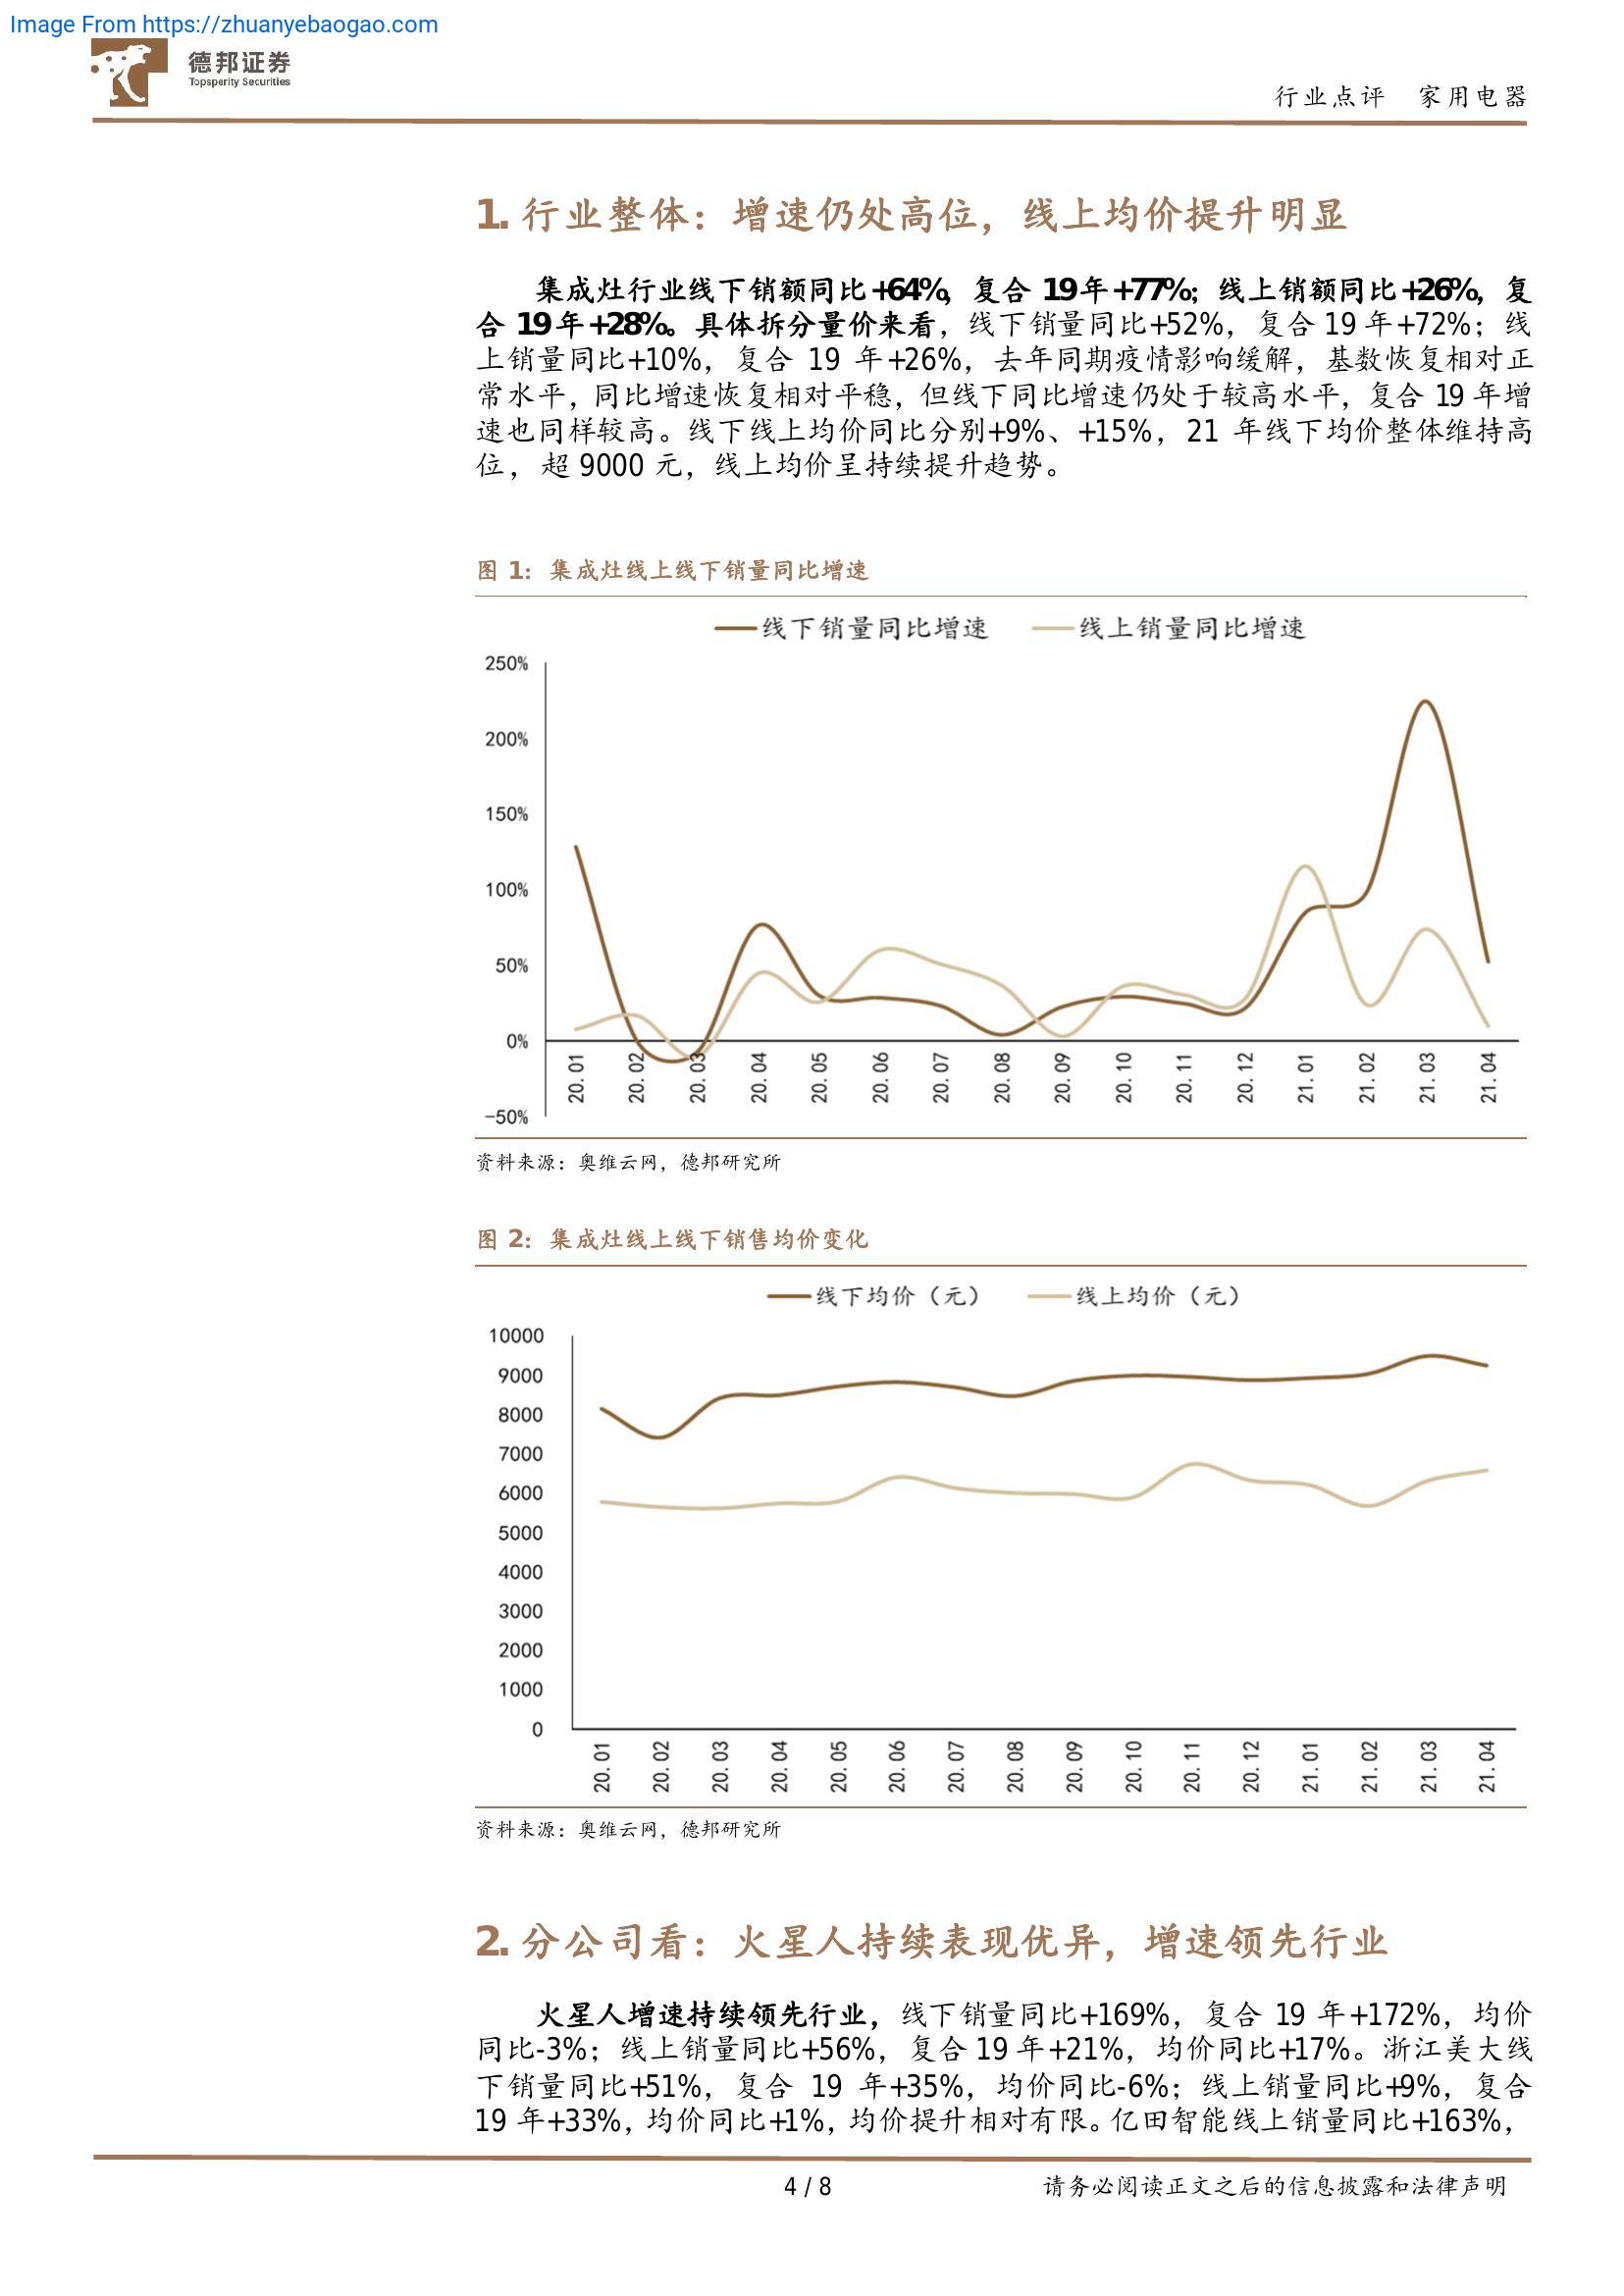 Image From https://zhuanyebaogao.com
德邦证券
Topsperity Securities
行业点评 家用电器
1. 行业整体：增速仍处高位，线上均价提升明显
集成灶行业线下销额同比+64%，复合 19 年+77%；线上销额同比+26%，复
合 19 年+28%。具体拆分量价来看，线下销量同比+52%，复合 19 年+72%；线
上销量同比+10%，复合 19 年+26%，去年同期疫情影响缓解，基数恢复相对正
常水平，同比增速恢复相对平稳，但线下同比增速仍处于较高水平，复合 19 年增
速也同样较高。线下线上均价同比分别+9%、+15%，21 年线下均价整体维持高
位，超 9000 元，线上均价呈持续提升趋势。
图 1：集成灶线上线下销量同比增速
线下销量同比增速 线上销量同比增速
250%
200%
150%
100%
50%
0%
-50%
20.01 20.02 20.03 20.04 20.05 20.06 20.07 20.08 20.09 20.10 20.11 20.12 21.01 21.02 21.03 21.04
资料来源：奥维云网，德邦研究所
图 2：集成灶线上线下销售均价变化
线下均价（元） 线上均价（元）
10000
9000
8000
7000
6000
5000
4000
3000
2000
1000
0
20.01 20.02 20.03 20.04 20.05 20.06 20.07 20.08 20.09 20.10 20.11 20.12 21.01 21.02 21.03 21.04
资料来源：奥维云网，德邦研究所
2. 分公司看：火星人持续表现优异，增速领先行业
火星人增速持续领先行业，线下销量同比+169%，复合 19 年+172%，均价
同比-3%；线上销量同比+56%，复合 19 年+21%，均价同比+17%。浙江美大线
下销量同比+51%，复合 19 年+35%，均价同比-6%；线上销量同比+9%，复合
19 年+33%，均价同比+1%，均价提升相对有限。亿田智能线上销量同比+163%，
4 / 8
请务必阅读正文之后的信息披露和法律声明